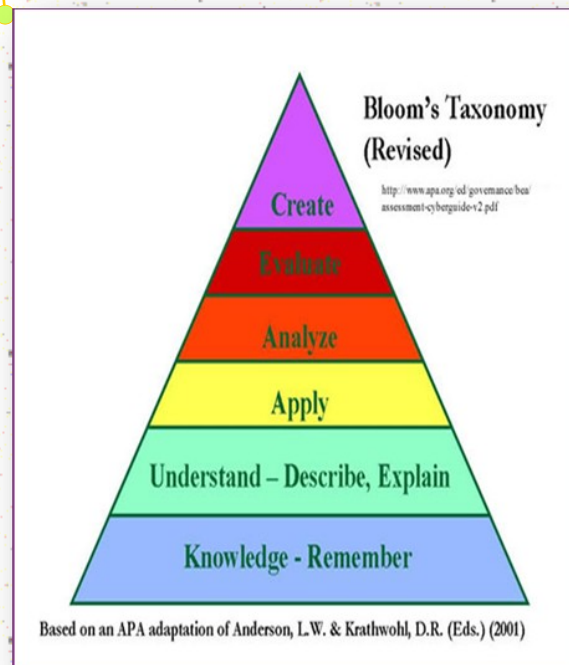 Bloom's Taxonomy
(Revised)
http://www.apa.org/ed/governance/bea/
assessment-cyberguide-v2.pdf
Create
Evaluate
Analyze
Apply
Understand – Describe, Explain
Knowledge - Remember
Based on an APA adaptation of Anderson, L.W. & Krathwohl, D.R. (Eds.) (2001)